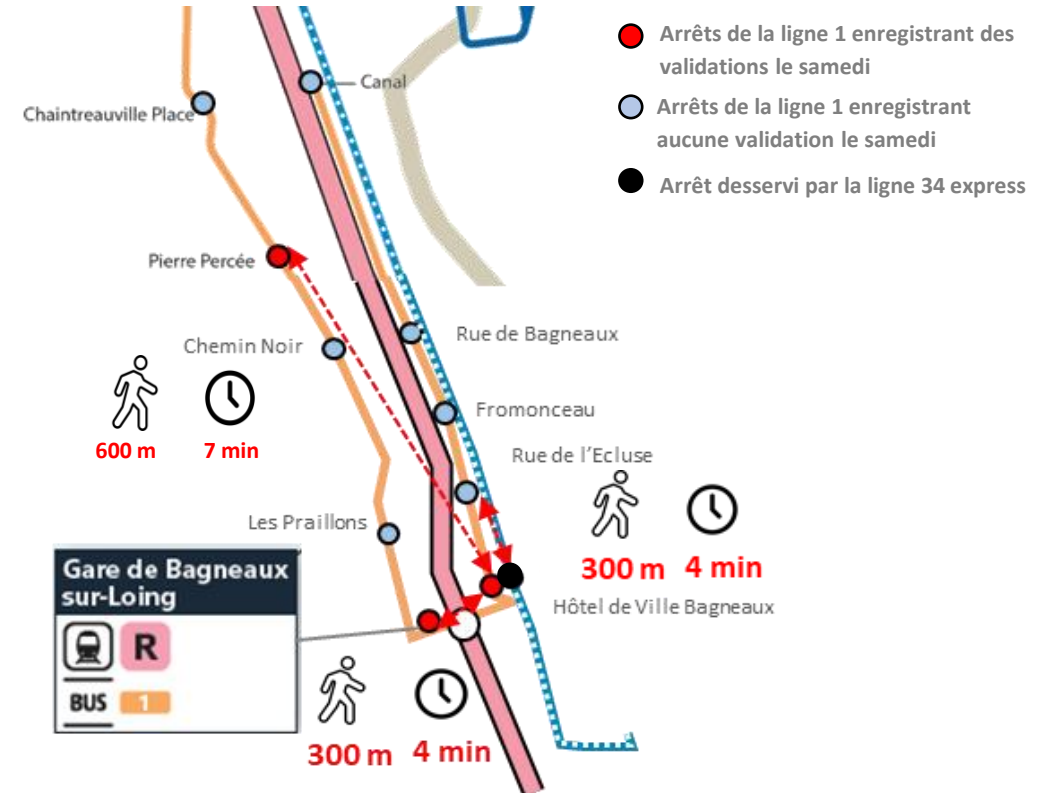 Arrêts de la ligne 1 enregistrant des
validations le samedi
Arrêts de la ligne 1 enregistrant
aucune validation le samedi
Arrêt desservi par la ligne 34 express
Canal
Chaintreauville Place
Pierre Percée
Rue de Bagneaux
Chemin Noir
Fromonceau
600 m 7 min
Rue de l'Ecluse
Les Praillons
300 m 4 min
Gare de Bagneaux
sur-Loing
R
BUS 1
Hôtel de Ville Bagneaux
300 m 4 min